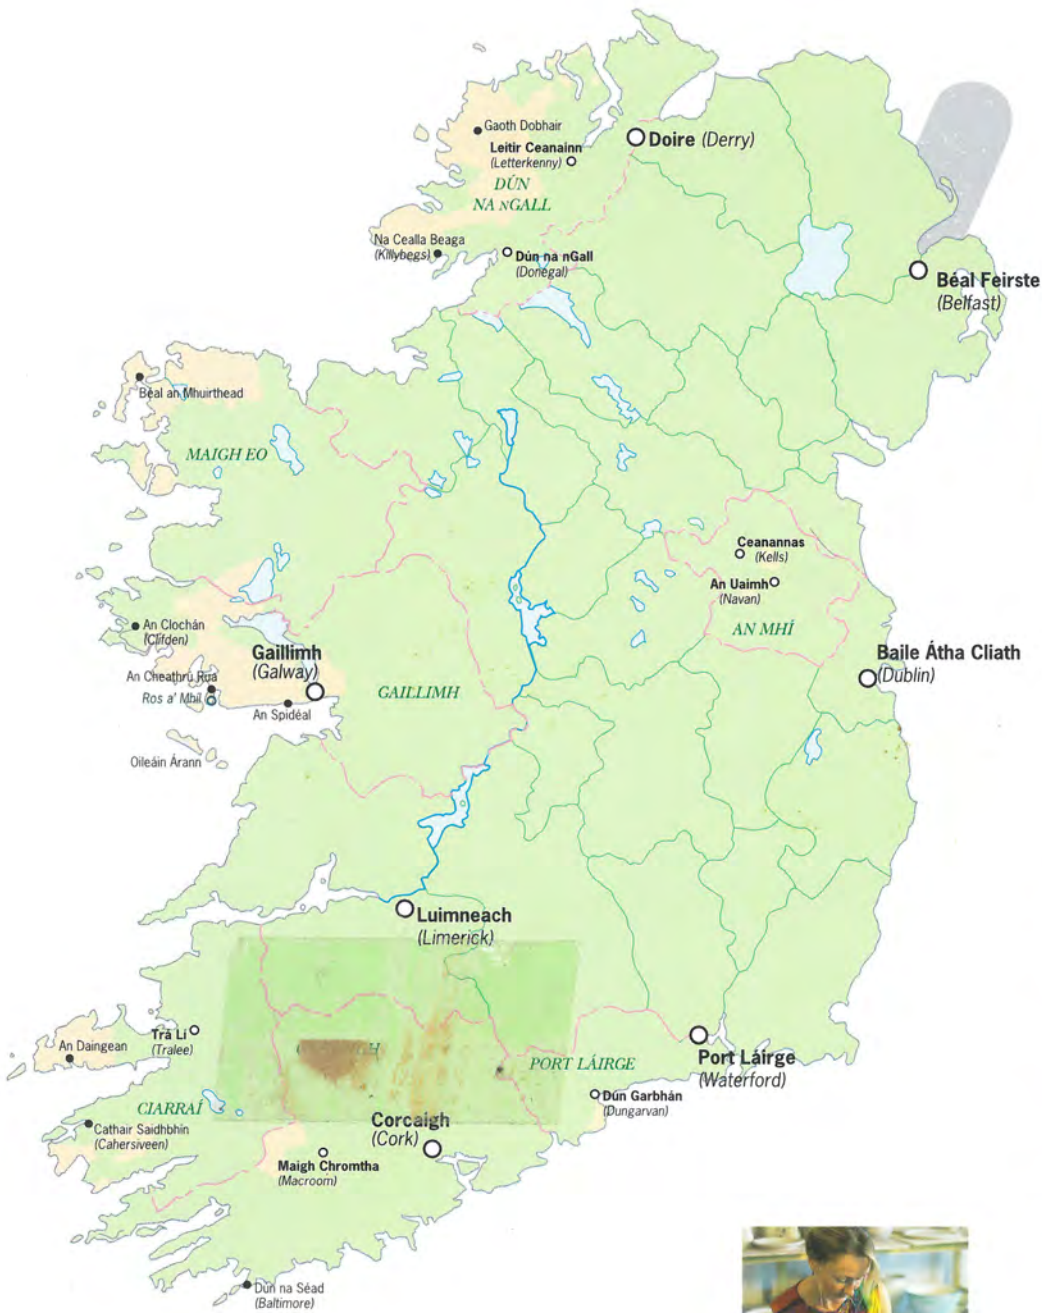 Gaoth Dobhair
Leitir Ceanainn
(Letterkenny)
Doire (Derry)
DÚN
NA NGALL
Na Cealla Beaga
(Killybegs)
Dún na nGall
(Donegal)
Béal Feirste
(Belfast)
Béal an Mhuirthead
MAIGH EO
Ceanannas
(Kells)
An Uaimh
(Navan)
An Clochán
(Clifden)
AN MHÍ
Gaillimh
(Galway)
Baile Átha Cliath
(Dublin)
An Cheathrú Rua
Ros a' Mhíl
GAILLIMH
An Spidéal
Oileáin Árann
Luimneach
(Limerick)
Trá Lí
(Tralee)
An Daingean
Port Láirge
(Waterford)
PORT LÁIRGE
Dún Garbhán
(Dungarvan)
CIARRAÍ
Corcaigh
(Cork)
Cathair Saidhbhín
(Cahersiveen)
Maigh Chromtha
(Macroom)
Dún na Séad
(Baltimore)